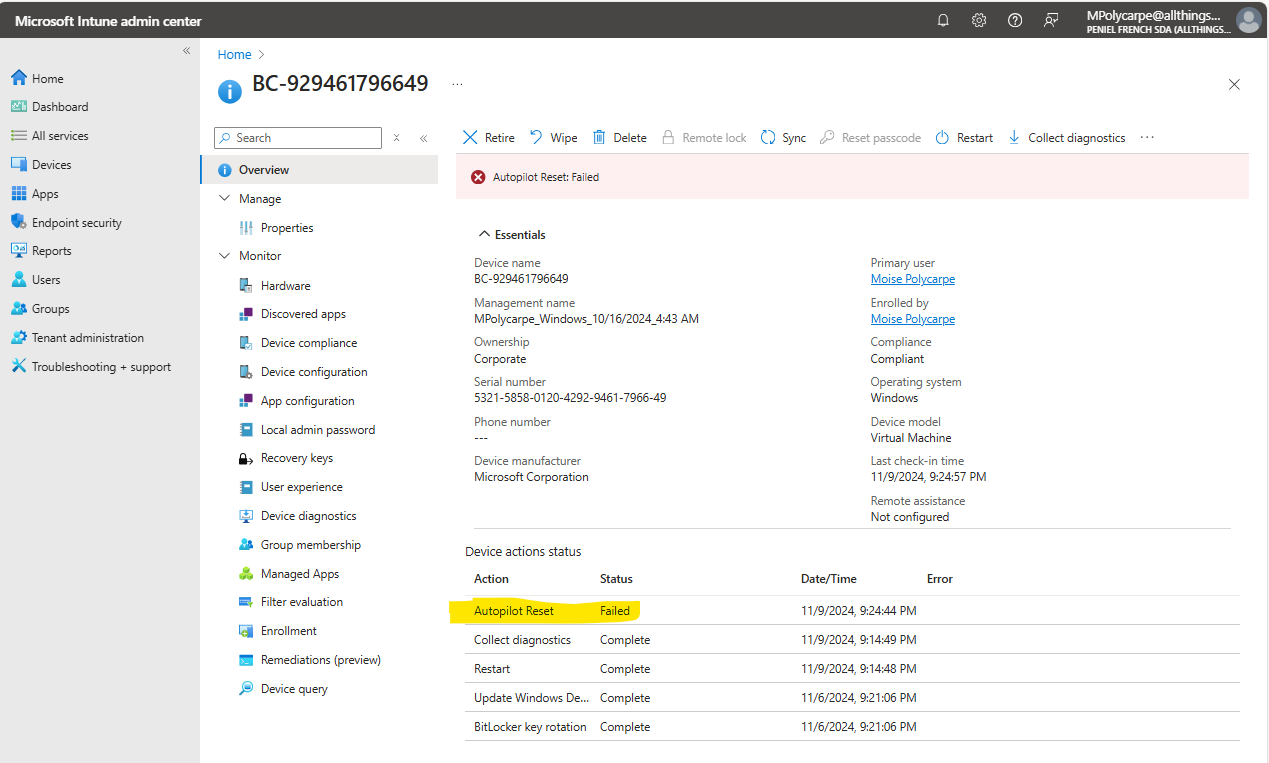 Microsoft Intune admin center
MPolycarpe@allthings...
PENIEL FRENCH SDA (ALLTHINGS...
Home
Dashboard
All services
Devices
Apps
Endpoint security
Reports
Users
Groups
Tenant administration
Troubleshooting + support
Home >
BC-929461796649 ...
Search
Overview
Manage
Properties
Monitor
Hardware
Discovered apps
Device compliance
Device configuration
App configuration
Local admin password
Recovery keys
User experience
Device diagnostics
Group membership
Managed Apps
Filter evaluation
Enrollment
Remediations (preview)
Device query
Retire Wipe Delete Remote lock Sync Reset passcode Restart Collect diagnostics ...
Autopilot Reset: Failed
Essentials
Device name
BC-929461796649
Management name
MPolycarpe_Windows_10/16/2024_4:43 AM
Ownership
Corporate
Serial number
5321-5858-0120-4292-9461-7966-49
Phone number
---
Device manufacturer
Microsoft Corporation
Primary user
Moise Polycarpe
Enrolled by
Moise Polycarpe
Compliance
Compliant
Operating system
Windows
Device model
Virtual Machine
Last check-in time
11/9/2024, 9:24:57 PM
Remote assistance
Not configured
Device actions status
Action Status Date/Time Error
Autopilot Reset Failed 11/9/2024, 9:24:44 PM
Collect diagnostics Complete 11/9/2024, 9:14:49 PM
Restart Complete 11/9/2024, 9:14:48 PM
Update Windows De... Complete 11/6/2024, 9:21:06 PM
BitLocker key rotation Complete 11/6/2024, 9:21:06 PM